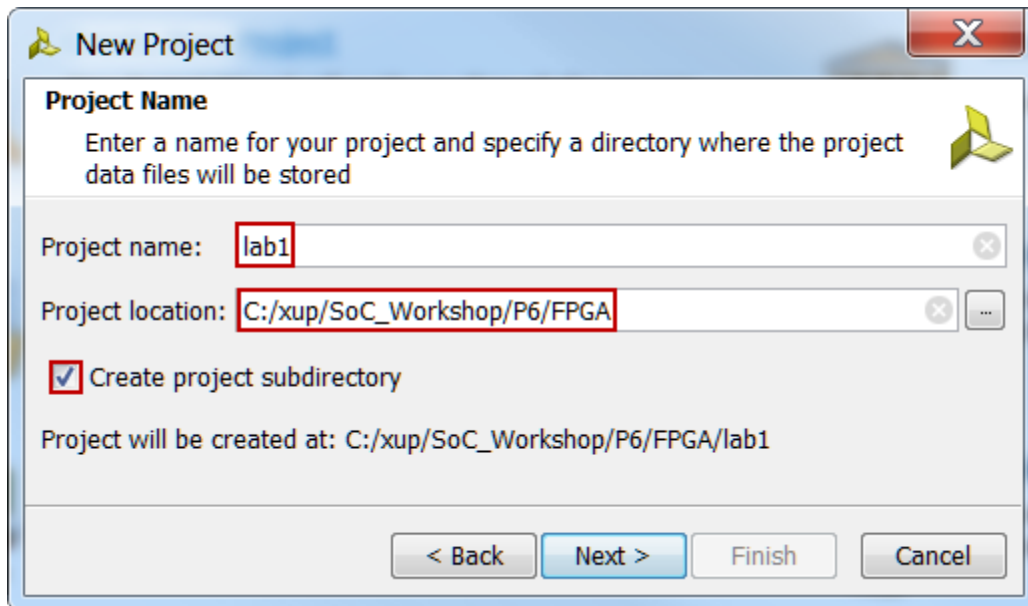 New Project
Project Name
Enter a name for your project and specify a directory where the project
data files will be stored
Project name: lab1
Project location: C:/xup/SoC_Workshop/P6/FPGA ...
Create project subdirectory
Project will be created at: C:/xup/SoC_Workshop/P6/FPGA/lab1
< Back Next > Finish Cancel